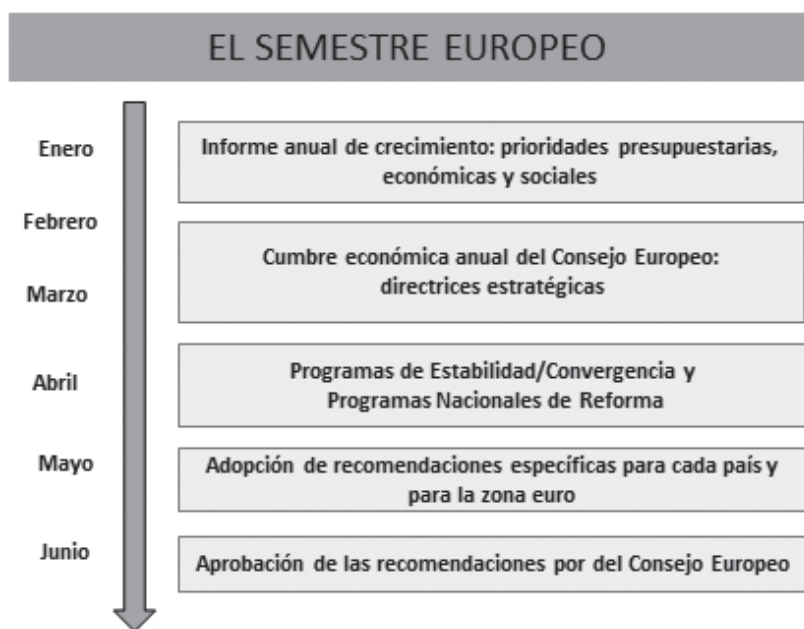 EL SEMESTRE EUROPEO
Enero
Informe anual de crecimiento: prioridades presupuestarias,
económicas y sociales
Febrero
Cumbre económica anual del Consejo Europeo:
directrices estratégicas
Marzo
Abril
Programas de Estabilidad/Convergencia y
Programas Nacionales de Reforma
Mayo
Adopción de recomendaciones específicas para cada país y
para la zona euro
Junio
Aprobación de las recomendaciones por del Consejo Europeo